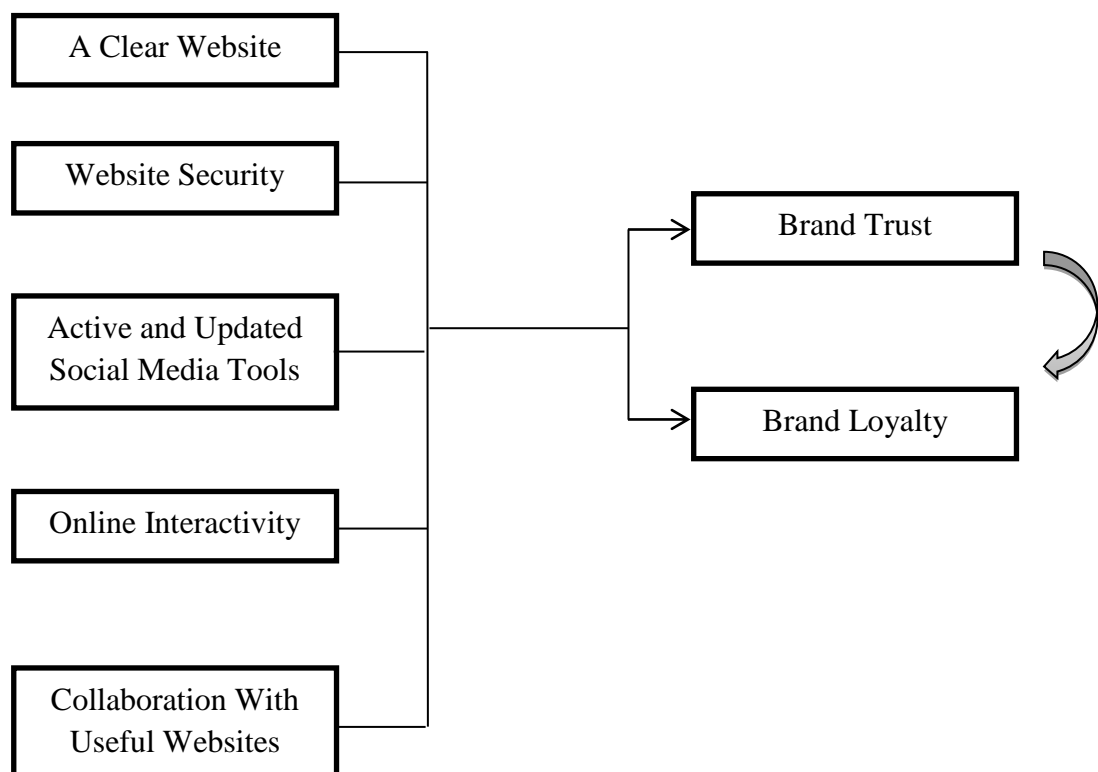 A Clear Website
Website Security
Active and Updated
Social Media Tools
Online Interactivity
Collaboration With
Useful Websites
Brand Trust
Brand Loyalty